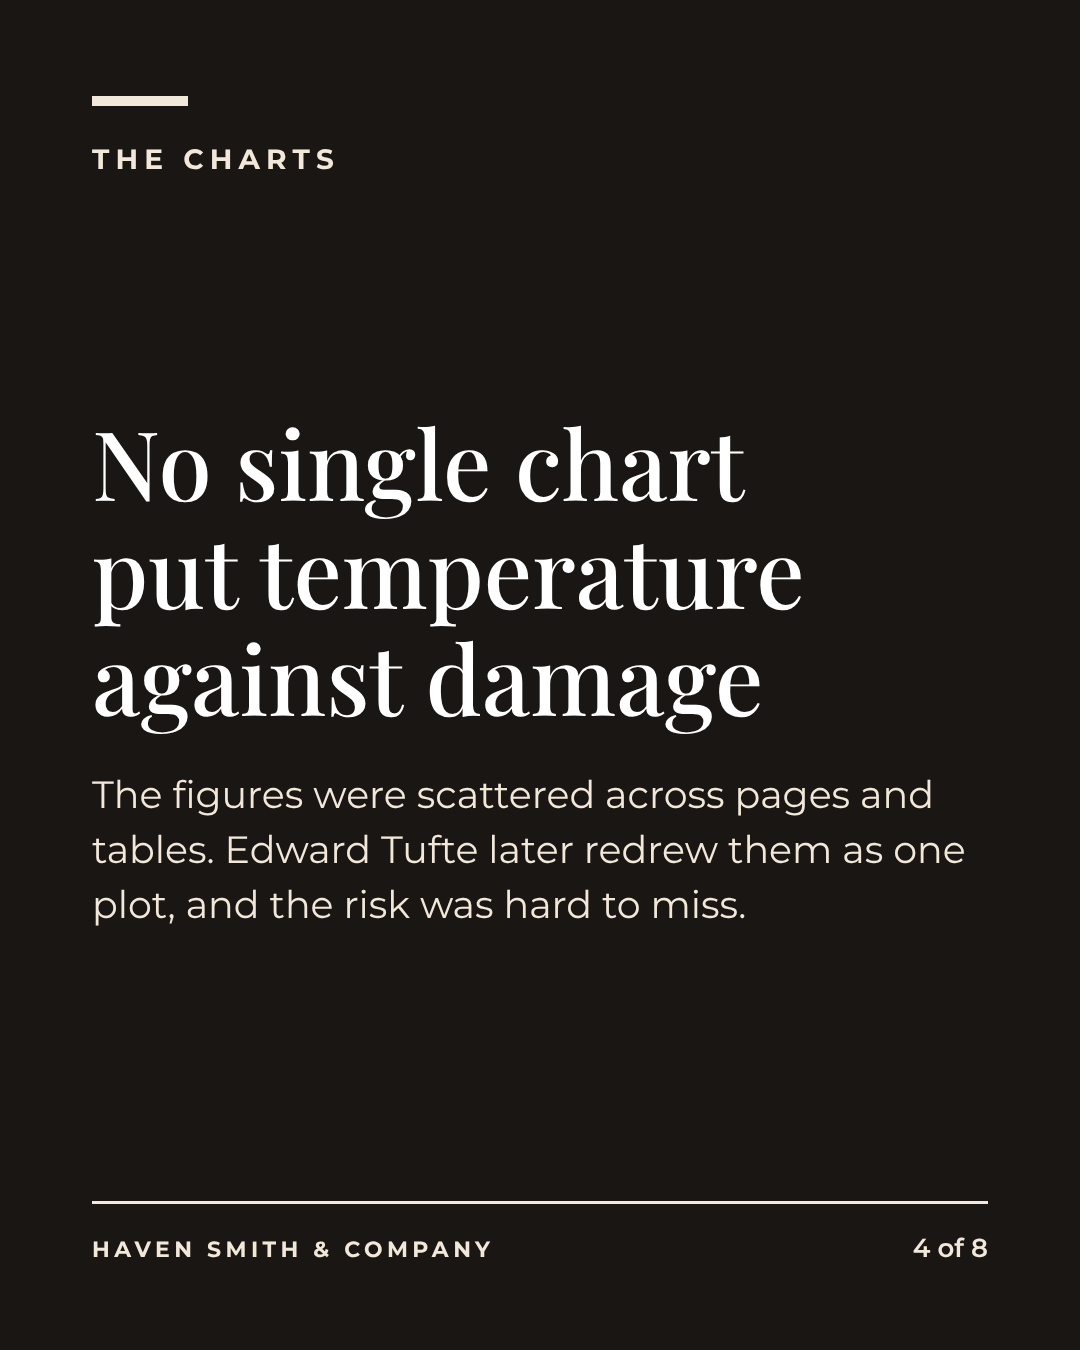 THE CHARTS
No single chart
put temperature
against damage
The figures were scattered across pages and
tables. Edward Tufte later redrew them as one
plot, and the risk was hard to miss.
HAVEN SMITH & COMPANY
4 of 8